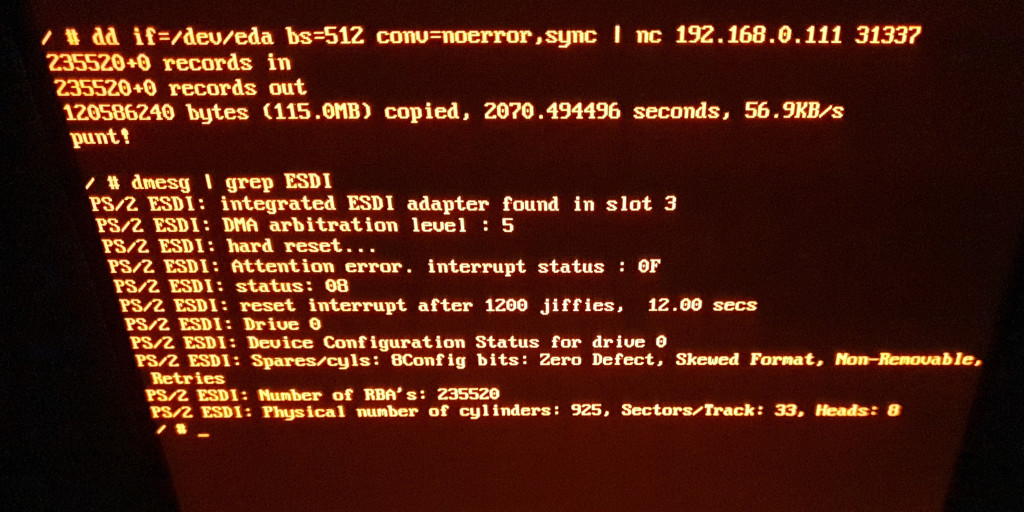 / # dd if=/dev/eda bs=512 conv=noerror,sync | nc 192.168.0.111 31337
235520+0 records in
235520+0 records out
120586240 bytes (115.0MB) copied, 2070.494496 seconds, 56.9KB/s
punt!
/ # dmesg | grep ESDI
PS/2 ESDI: integrated ESDI adapter found in slot 3
PS/2 ESDI: DMA arbitration level : 5
PS/2 ESDI: hard reset...
PS/2 ESDI: Attention error. interrupt status : 0F
PS/2 ESDI: status: 08
PS/2 ESDI: reset interrupt after 1200 jiffies,  12.00 secs
PS/2 ESDI: Drive 0
PS/2 ESDI: Device Configuration Status for drive 0
PS/2 ESDI: Spares/cyls: 8Config bits: Zero Defect, Skewed Format, Non-Removable,
Retries
PS/2 ESDI: Number of RBA's: 235520
PS/2 ESDI: Physical number of cylinders: 925, Sectors/Track: 33, Heads: 8
/ # _